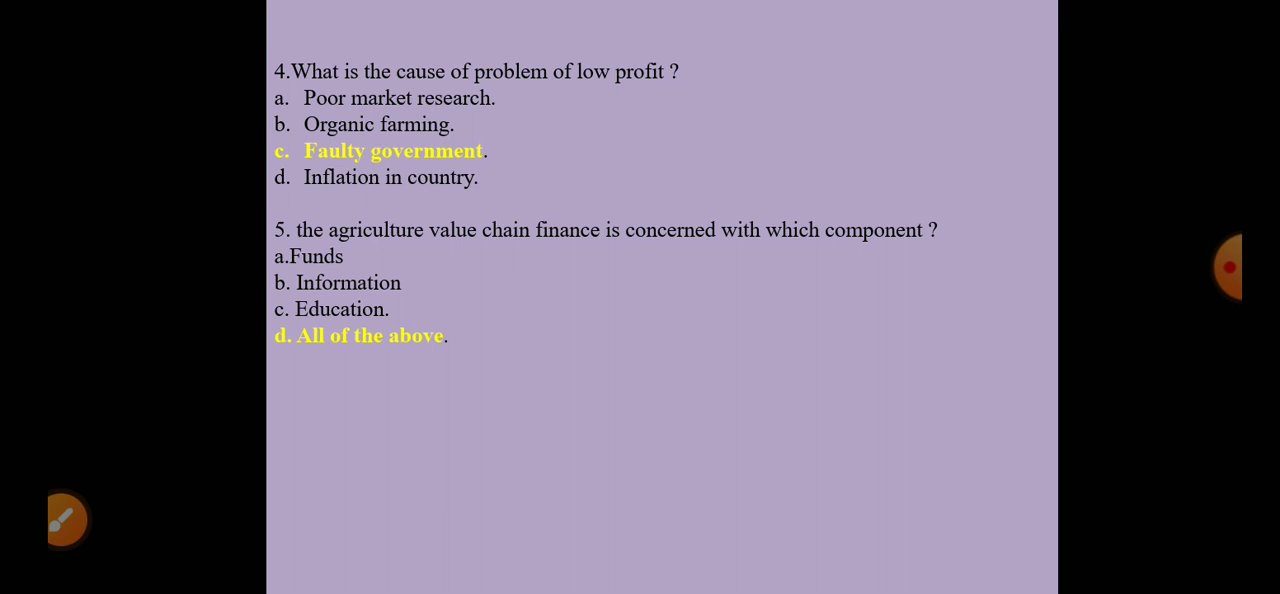 4.What is the cause of problem of low profit ?
a. Poor market research.
b. Organic farming.
c. Faulty government.
d. Inflation in country.
5. the agriculture value chain finance is concerned with which component ?
a.Funds
b. Information
c. Education.
d. All of the above.